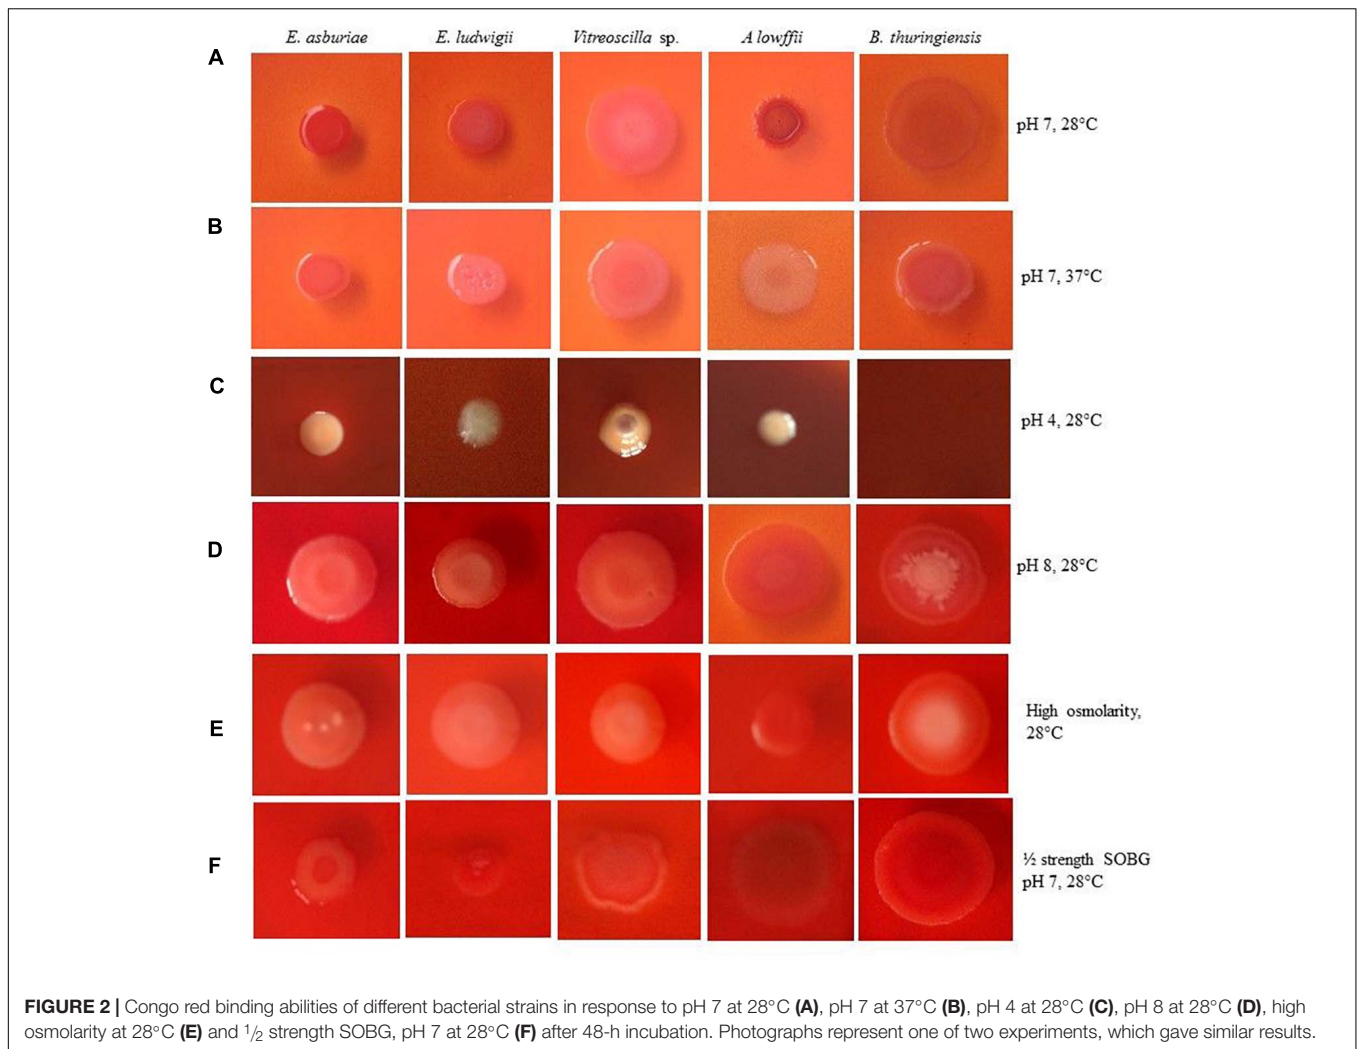 E. asburiae E. ludwigii Vitreoscilla sp. A lowffii B. thuringiensis
A
pH 7, 28°C
B
pH 7, 37°C
C
pH 4, 28°C
D
pH 8, 28°C
E
High osmolarity,
28°C
F
½ strength SOBG
pH 7, 28°C
FIGURE 2 | Congo red binding abilities of different bacterial strains in response to pH 7 at 28°C (A), pH 7 at 37°C (B), pH 4 at 28°C (C), pH 8 at 28°C (D), high
osmolarity at 28°C (E) and 1/2 strength SOBG, pH 7 at 28°C (F) after 48-h incubation. Photographs represent one of two experiments, which gave similar results.